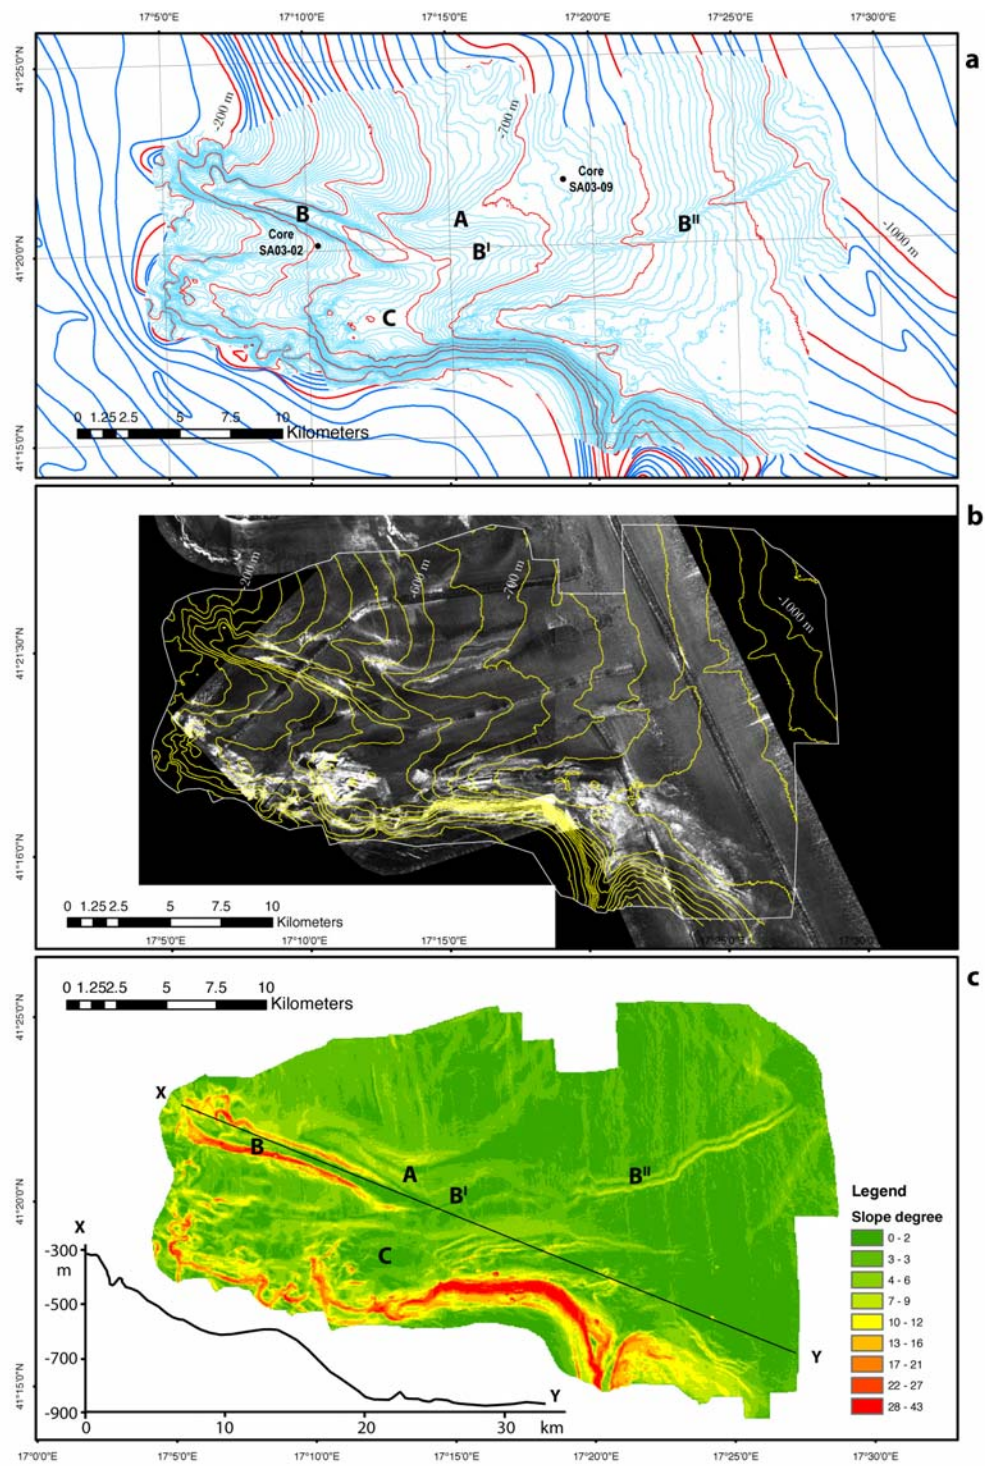 17°5'0"E 17°10'0"E 17°15'0"E 17°20'0"E 17°25'0"E 17°30'0"E
a
41°25'0"N
-200 m
-700 m
Core
SA03-09
B
A
B^II
Core
SA03-02
B^I
-1000 m
41°20'0"N
C
0 1.25 2.5 5 7.5 10
Kilometers
41°15'0"N
b
-200 m
-600 m
-700 m
-1000 m
41°21'30"N
41°16'0"N
0 1.25 2.5 5 7.5 10
Kilometers
17°5'0"E 17°10'0"E 17°15'0"E 17°25'0"E
c
0 1.25 2.5 5 7.5 10
Kilometers
41°25'0"N
X
B
A
B^I
B^II
41°20'0"N
C
Legend
Slope degree
0 - 2
3 - 3
4 - 6
7 - 9
10 - 12
13 - 16
17 - 21
22 - 27
28 - 43
X
-300
m
-500
-700
-900
Y
Y
0 10 20 30 km
41°15'0"N
17°0'0"E 17°5'0"E 17°10'0"E 17°15'0"E 17°20'0"E 17°25'0"E 17°30'0"E